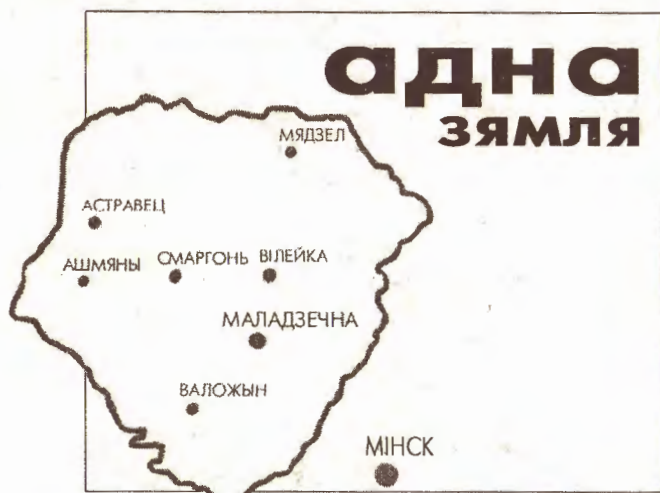 адна
зямля
МЯДЗЕЛ
АСТРАВЕЦ
АШМЯНЫ
СМАРГОНЬ
ВІЛЕЙКА
МАЛАДЗЕЧНА
ВАЛОЖЫН
МІНСК